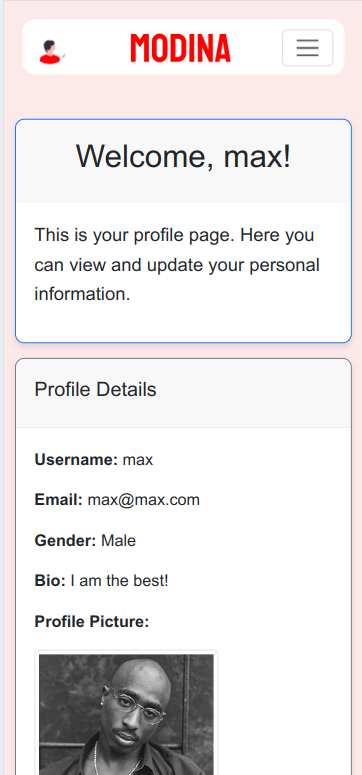 MODINA
Welcome, max!
This is your profile page. Here you
can view and update your personal
information.
Profile Details
Username: max
Email: max@max.com
Gender: Male
Bio: I am the best!
Profile Picture: